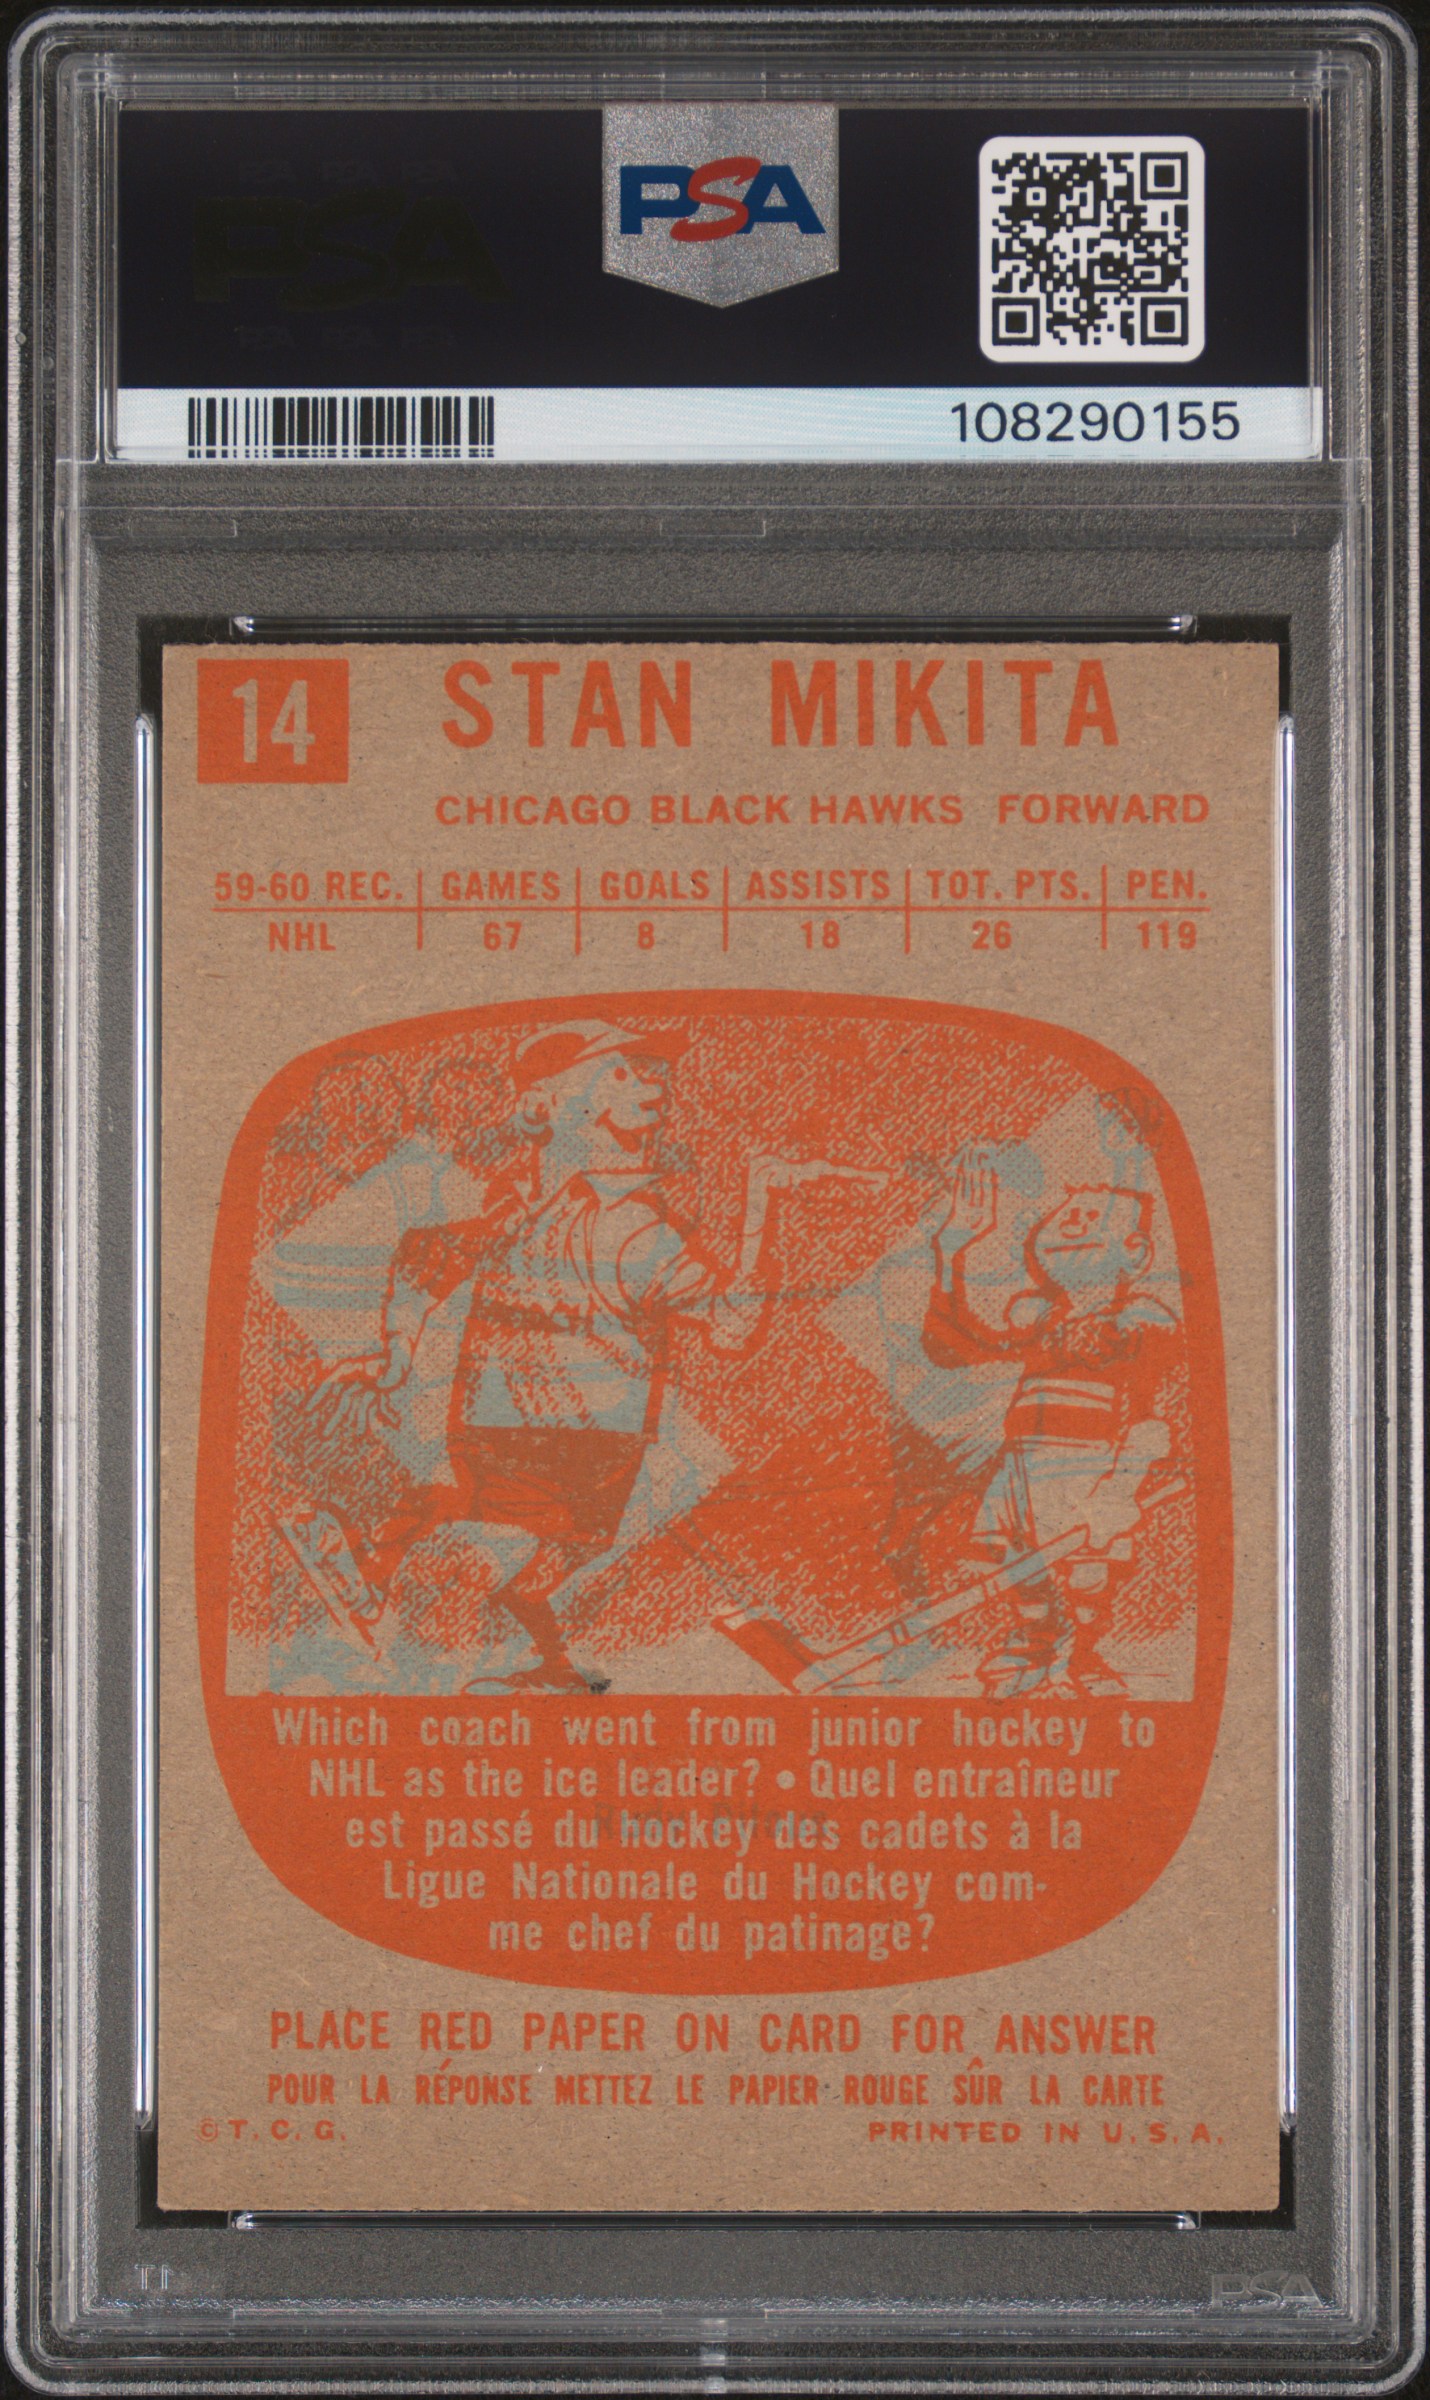 PSA
108290155
14
STAN MIKITA
CHICAGO BLACK HAWKS FORWARD
59-60 REC. GAMES GOALS ASSISTS TOT. PTS. PEN.
NHL 67 8 18 26 119
Which coach went from junior hockey to
NHL as the ice leader? • Quel entraîneur
est passé du hockey des cadets à la
Ligue Nationale du Hockey com-
me chef du patinage?
PLACE RED PAPER ON CARD FOR ANSWER
POUR LA RÉPONSE METTEZ LE PAPIER ROUGE SÛR LA CARTE
© T. C. G. PRINTED IN U. S. A.
PSA